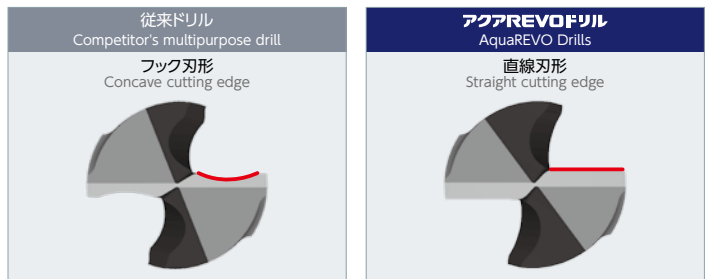 従来ドリル
Competitor's multipurpose drill
フック刃形
Concave cutting edge
アクアREVOドリル
AquaREVO Drills
直線刃形
Straight cutting edge